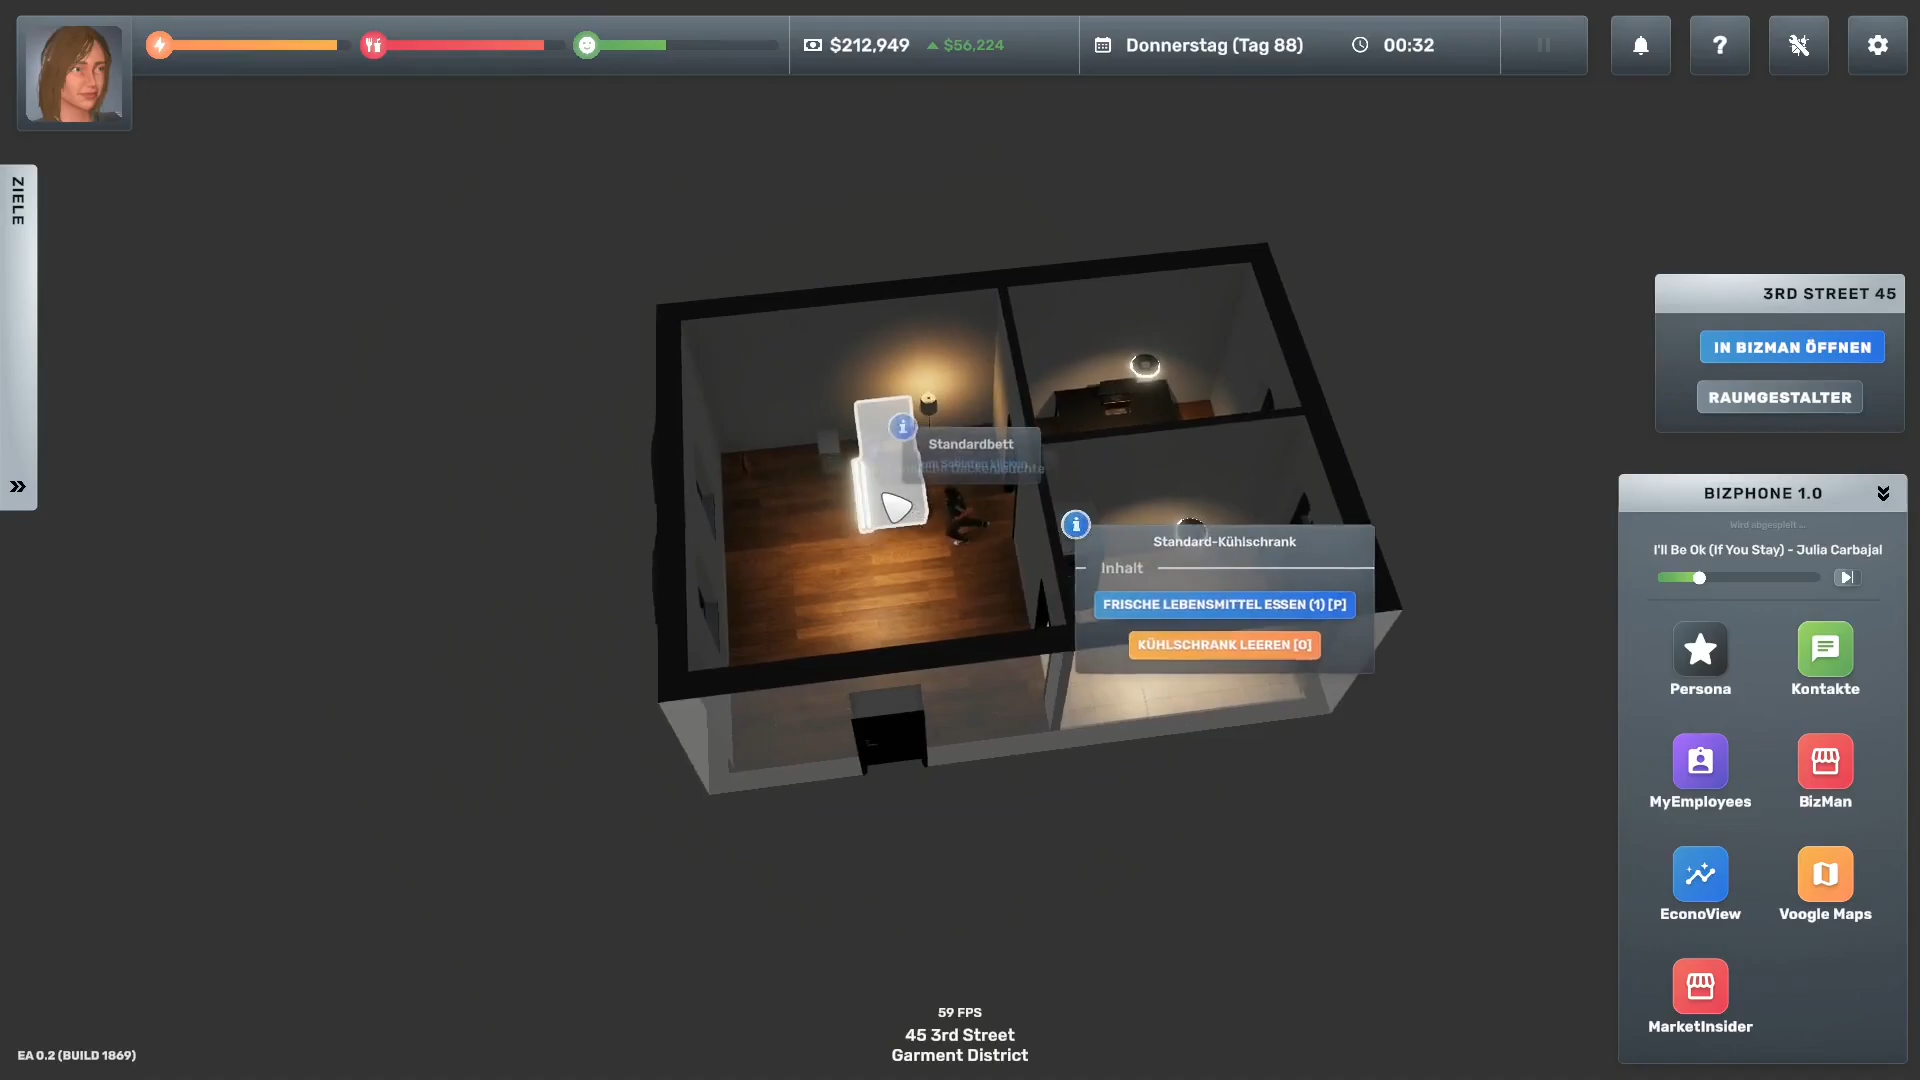 $212,949
$56,224
Donnerstag (Tag 88)
00:32
?
ZIELE
3RD STREET 45
IN BIZMAN ÖFFNEN
RAUMGESTALTER
Standardbett
Standard-Kühlschrank
Inhalt
FRISCHE LEBENSMITTEL ESSEN (1) [P]
KÜHLSCHRANK LEEREN [O]
BIZPHONE 1.0
Wird abgespielt ...
I'll Be Ok (If You Stay) - Julia Carbajal
Persona
Kontakte
MyEmployees
BizMan
EconoView
Voogle Maps
MarketInsider
59 FPS
45 3rd Street
Garment District
EA 0.2 (BUILD 1869)